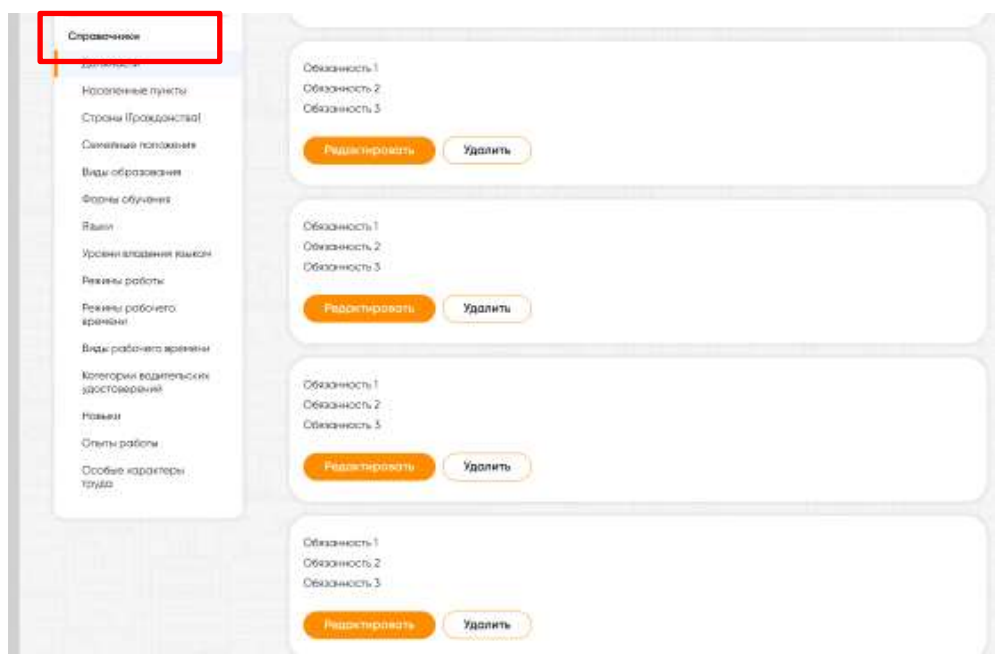 Справочники
Должности
Населенные пункты
Страны (Гражданства)
Семейные положения
Виды образования
Формы обучения
Языки
Уровни владения языком
Режимы работы
Режимы рабочего
времени
Виды рабочего времени
Категории водительских
удостоверений
Навыки
Опыты работы
Особые характеры
труда
Обязанность 1
Обязанность 2
Обязанность 3
Редактировать Удалить
Обязанность 1
Обязанность 2
Обязанность 3
Редактировать Удалить
Обязанность 1
Обязанность 2
Обязанность 3
Редактировать Удалить
Обязанность 1
Обязанность 2
Обязанность 3
Редактировать Удалить